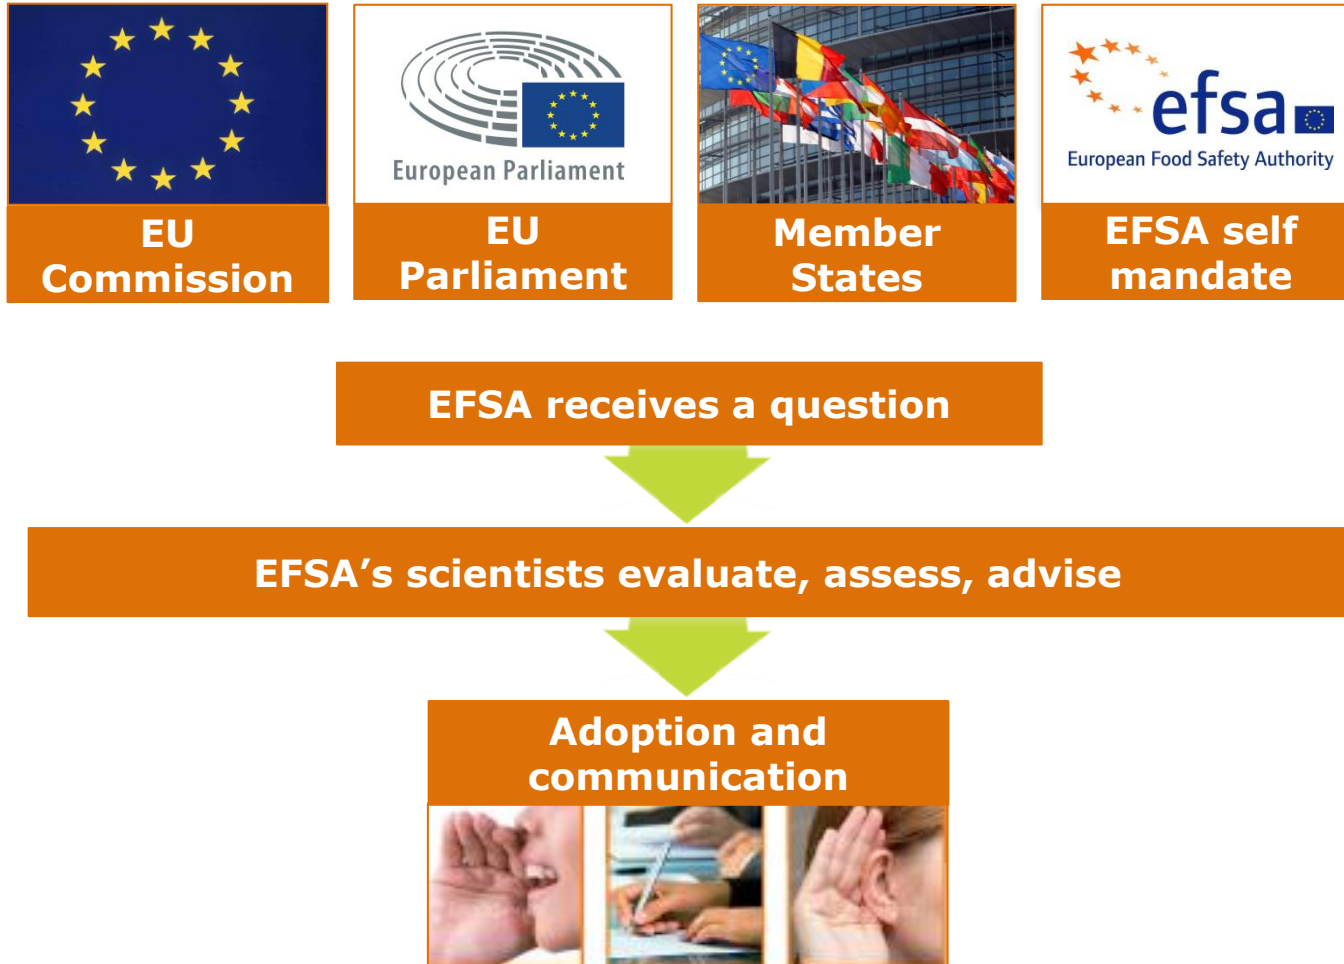 European Parliament
efsa
European Food Safety Authority
EU
Commission
EU
Parliament
Member
States
EFSA self
mandate
EFSA receives a question
EFSA’s scientists evaluate, assess, advise
Adoption and
communication